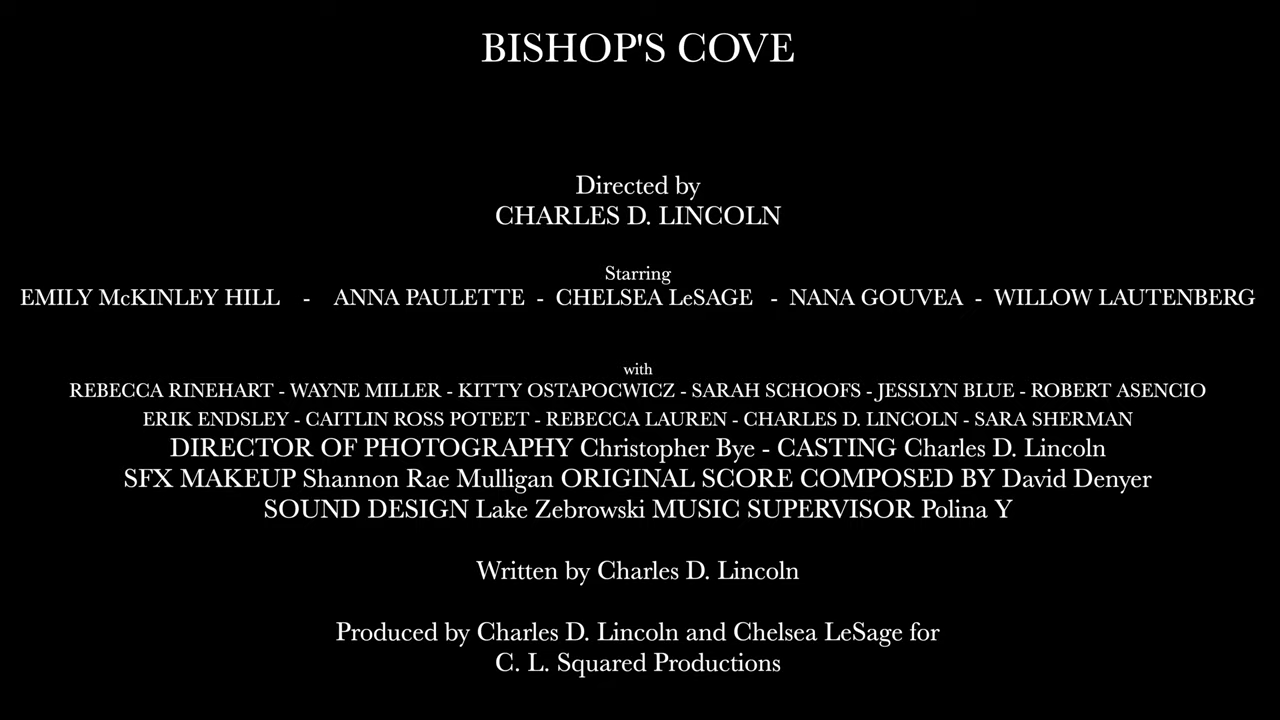 BISHOP'S COVE
Directed by
CHARLES D. LINCOLN
Starring
EMILY McKINLEY HILL - ANNA PAULETTE - CHELSEA LeSAGE - NANA GOUVEA - WILLOW LAUTENBERG
with
REBECCA RINEHART - WAYNE MILLER - KITTY OSTAPOCWICZ - SARAH SCHOOFS - JESSLYN BLUE - ROBERT ASENCIO
ERIK ENDSLEY - CAITLIN ROSS POTEET - REBECCA LAUREN - CHARLES D. LINCOLN - SARA SHERMAN
DIRECTOR OF PHOTOGRAPHY Christopher Bye - CASTING Charles D. Lincoln
SFX MAKEUP Shannon Rae Mulligan ORIGINAL SCORE COMPOSED BY David Denyer
SOUND DESIGN Lake Zebrowski MUSIC SUPERVISOR Polina Y
Written by Charles D. Lincoln
Produced by Charles D. Lincoln and Chelsea LeSage for
C. L. Squared Productions